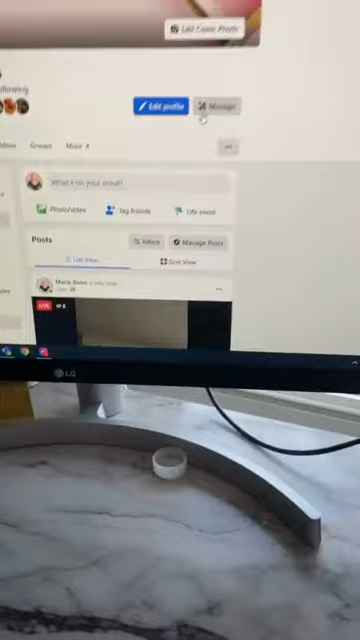 Edit Cover Photo
following
Edit profile
Manage
Groups
More
What's on your mind?
Photo/video
Tag friends
Life event
Posts
Filters
Manage Posts
List View
Grid View
LIVE
LG